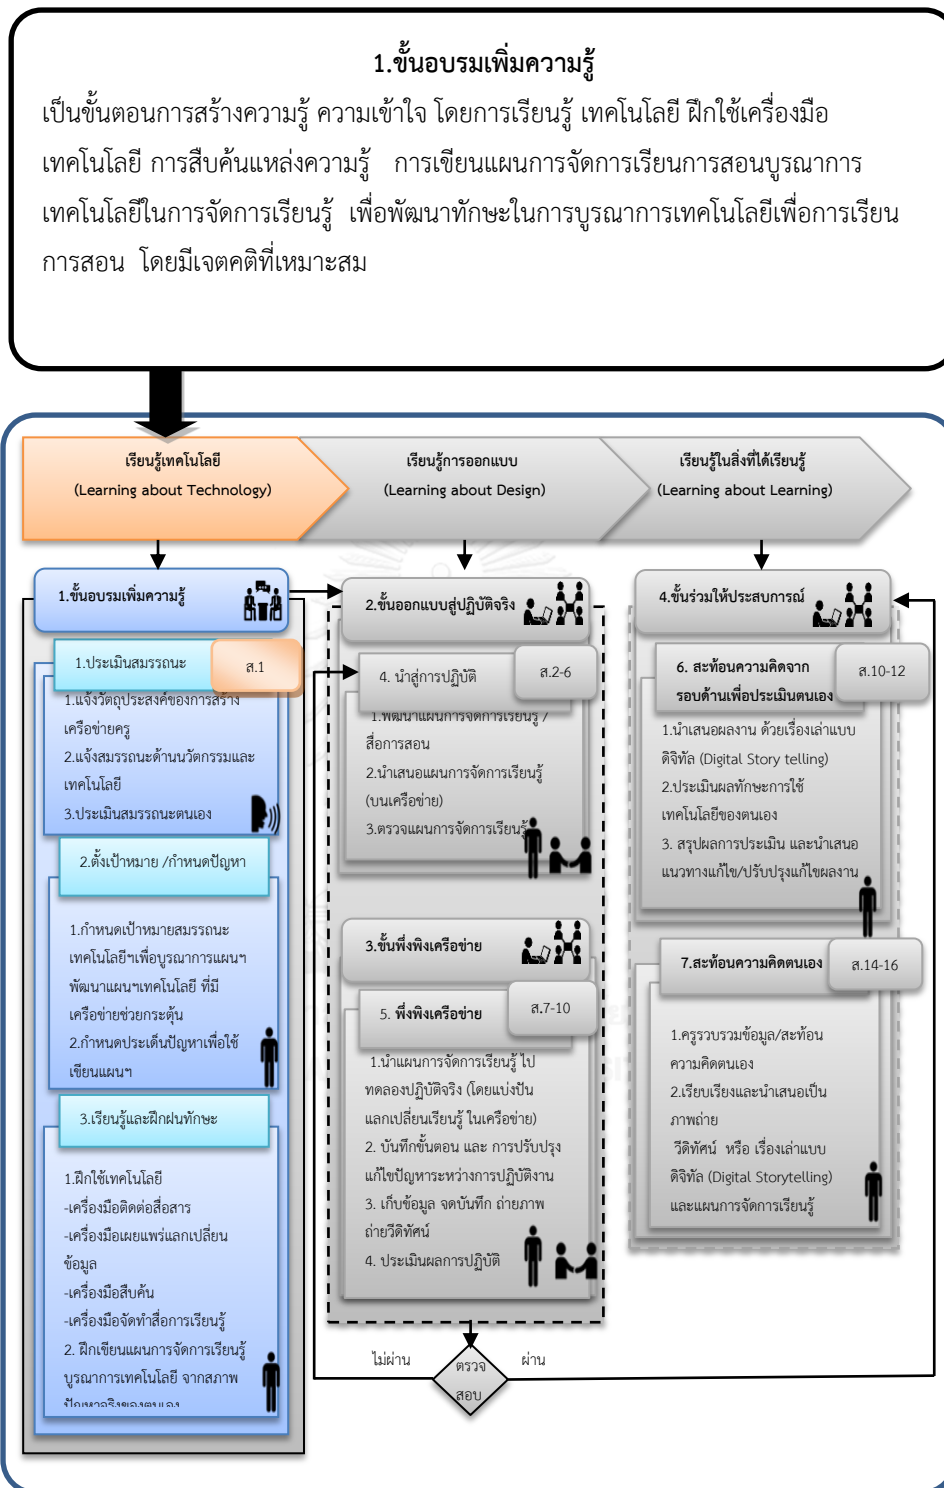 1.ขั้นอบรมเพิ่มความรู้
เป็นขั้นตอนการสร้างความรู้ ความเข้าใจ โดยการเรียนรู้ เทคโนโลยี ฝึกใช้เครื่องมือ
เทคโนโลยี การสืบค้นแหล่งความรู้ การเขียนแผนการจัดการเรียนการสอนบูรณาการ
เทคโนโลยีในการจัดการเรียนรู้ เพื่อพัฒนาทักษะในการบูรณาการเทคโนโลยีเพื่อการเรียน
การสอน โดยมีเจตคติที่เหมาะสม
เรียนรู้เทคโนโลยี
(Learning about Technology)
เรียนรู้การออกแบบ
(Learning about Design)
เรียนรู้ในสิ่งที่ได้เรียนรู้
(Learning about Learning)
1.ขั้นอบรมเพิ่มความรู้
1.ประเมินสมรรถนะ
ส.1
1.แจ้งวัตถุประสงค์ของการสร้าง
เครือข่ายครู
2.แจ้งสมรรถนะด้านนวัตกรรมและ
เทคโนโลยี
3.ประเมินสมรรถนะตนเอง
2.ตั้งเป้าหมาย /กำหนดปัญหา
1.กำหนดเป้าหมายสมรรถนะ
เทคโนโลยีฯเพื่อบูรณาการแผนฯ
พัฒนาแผนฯเทคโนโลยี ที่มี
เครือข่ายช่วยกระตุ้น
2.กำหนดประเด็นปัญหาเพื่อใช้
เขียนแผนฯ
3.เรียนรู้และฝึกฝนทักษะ
1.ฝึกใช้เทคโนโลยี
-เครื่องมือติดต่อสื่อสาร
-เครื่องมือเผยแพร่แลกเปลี่ยน
ข้อมูล
-เครื่องมือสืบค้น
-เครื่องมือจัดทำสื่อการเรียนรู้
2. ฝึกเขียนแผนการจัดการเรียนรู้
บูรณาการเทคโนโลยี จากสภาพ
ปัญหาจริงของตนเอง
2.ขั้นออกแบบสู่ปฏิบัติจริง
4. นำสู่การปฏิบัติ
ส.2-6
1.พัฒนาแผนการจัดการเรียนรู้ /
สื่อการสอน
2.นำเสนอแผนการจัดการเรียนรู้
(บนเครือข่าย)
3.ตรวจแผนการจัดการเรียนรู้
3.ขั้นพึ่งพิงเครือข่าย
5. พึ่งพิงเครือข่าย
ส.7-10
1.นำแผนการจัดการเรียนรู้ ไป
ทดลองปฏิบัติจริง (โดยแบ่งปัน
แลกเปลี่ยนเรียนรู้ ในเครือข่าย)
2. บันทึกขั้นตอน และ การปรับปรุง
แก้ไขปัญหาระหว่างการปฏิบัติงาน
3. เก็บข้อมูล จดบันทึก ถ่ายภาพ
ถ่ายวีดิทัศน์
4. ประเมินผลการปฏิบัติ
ไม่ผ่าน
ตรวจ
สอบ
ผ่าน
4.ขั้นร่วมให้ประสบการณ์
6. สะท้อนความคิดจาก
รอบด้านเพื่อประเมินตนเอง
ส.10-12
1.นำเสนอผลงาน ด้วยเรื่องเล่าแบบ
ดิจิทัล (Digital Story telling)
2.ประเมินผลทักษะการใช้
เทคโนโลยีของตนเอง
3. สรุปผลการประเมิน และนำเสนอ
แนวทางแก้ไข/ปรับปรุงแก้ไขผลงาน
7.สะท้อนความคิดตนเอง
ส.14-16
1.ครูรวบรวมข้อมูล/สะท้อน
ความคิดตนเอง
2.เรียบเรียงและนำเสนอเป็น
ภาพถ่าย
วีดิทัศน์ หรือ เรื่องเล่าแบบ
ดิจิทัล (Digital Storytelling)
และแผนการจัดการเรียนรู้